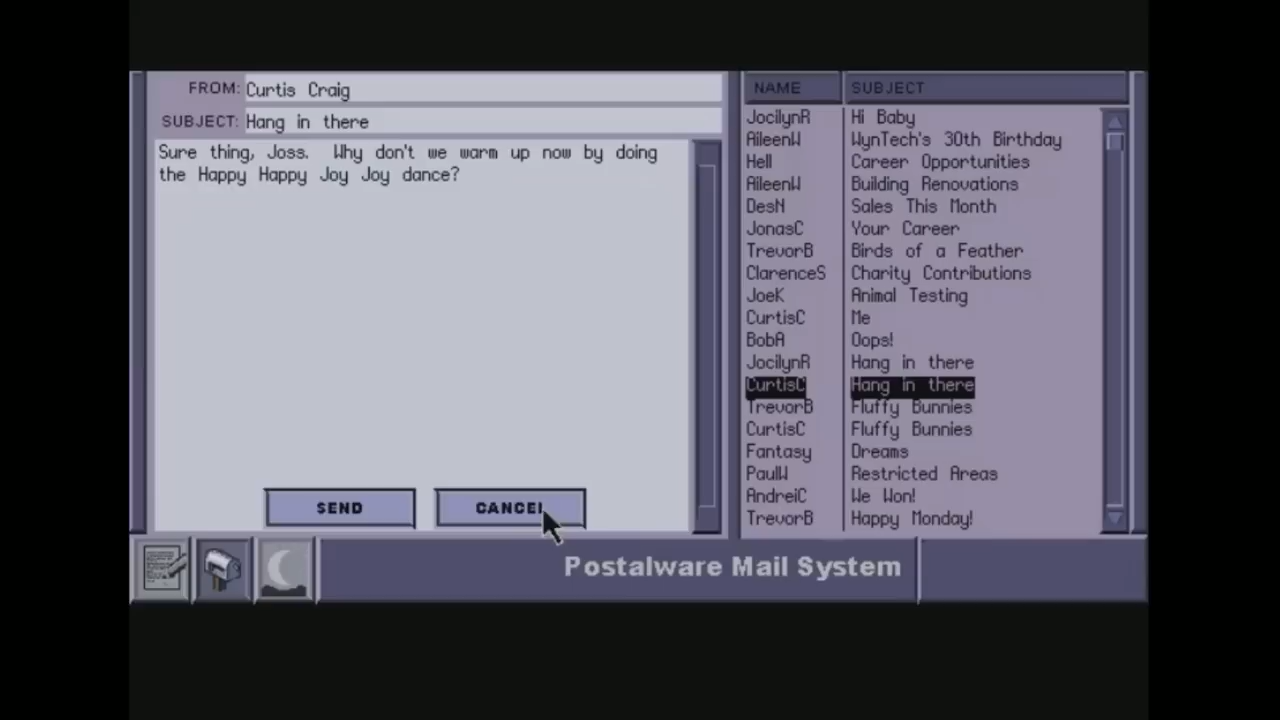 FROM: Curtis Craig
SUBJECT: Hang in there
Sure thing, Joss. Why don't we warm up now by doing
the Happy Happy Joy Joy dance?
SEND CANCEL
NAME SUBJECT
JocilynR Hi Baby
AileenW WynTech's 30th Birthday
Hell Career Opportunities
AileenW Building Renovations
DesN Sales This Month
JonasC Your Career
TrevorB Birds of a Feather
ClarenceS Charity Contributions
JoeK Animal Testing
CurtisC Me
BobA Oops!
JocilynR Hang in there
CurtisC Hang in there
TrevorB Fluffy Bunnies
CurtisC Fluffy Bunnies
Fantasy Dreams
PaulW Restricted Areas
AndreiC We Won!
TrevorB Happy Monday!
Postalware Mail System